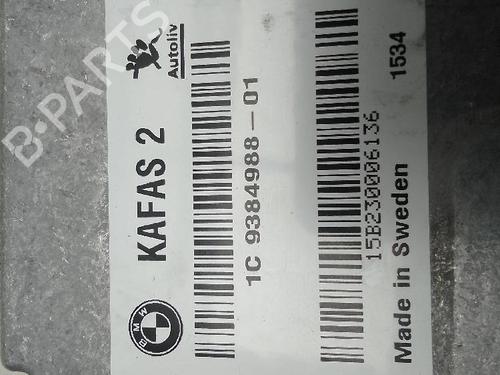 BMW
KAFAS 2
Autoliv
1C 9384988-01
15B230006136
Made in Sweden
1534
B-PARTS